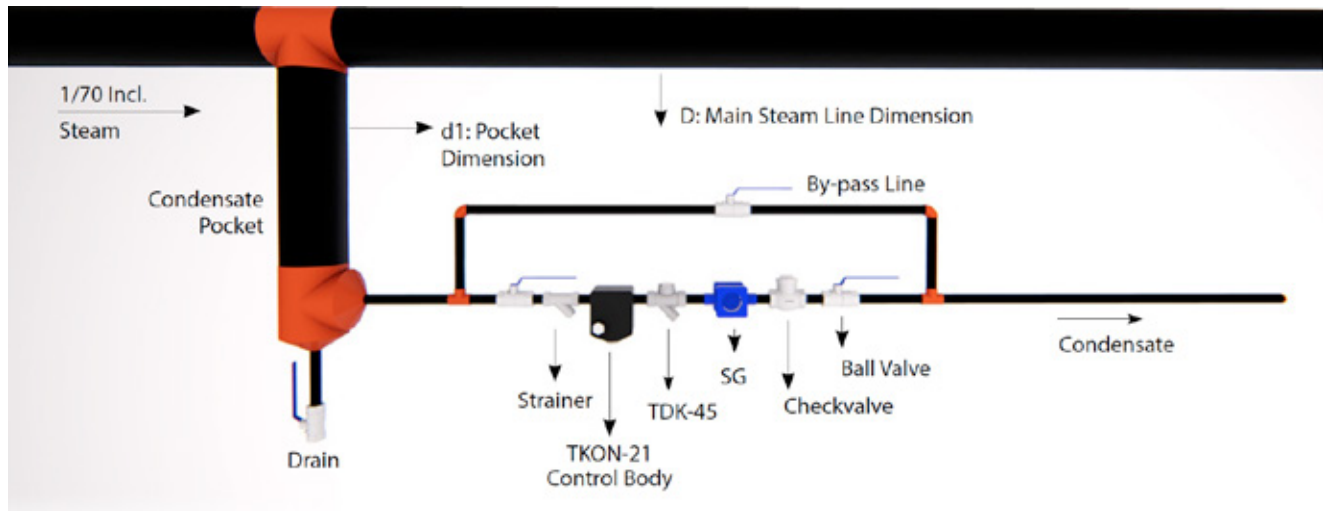 1/70 Incl.
Steam
d1: Pocket
Dimension
D: Main Steam Line Dimension
Condensate
Pocket
By-pass Line
Strainer
TKON-21
Control Body
TDK-45
SG
Checkvalve
Ball Valve
Condensate
Drain